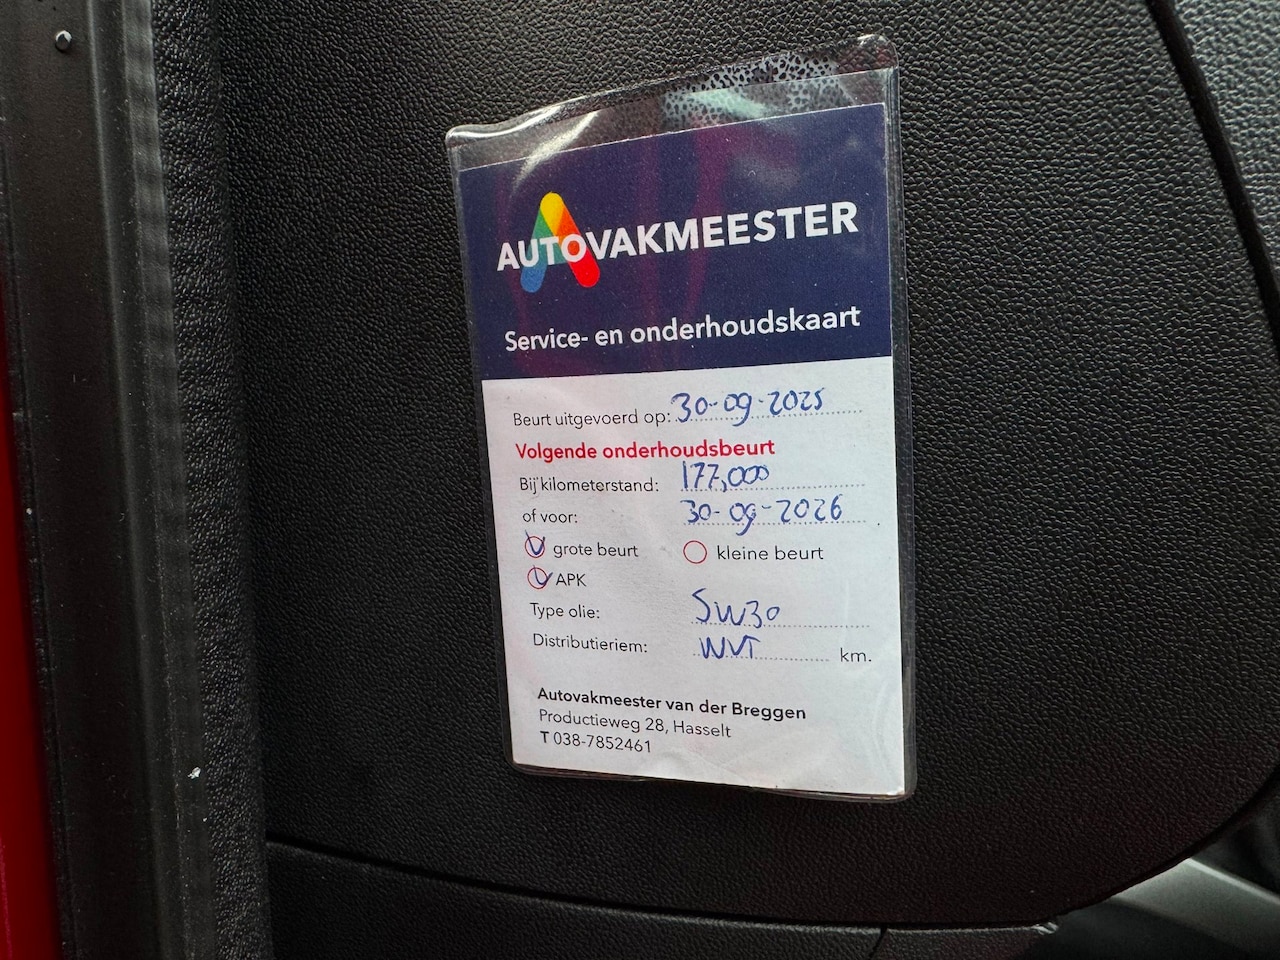 AUTOVAKMEESTER
Service- en onderhoudskaart
Beurt uitgevoerd op: 30-09-2025
Volgende onderhoudsbeurt
Bij kilometerstand: 177,000
of voor: 30-09-2026
grote beurt kleine beurt
APK
Type olie: 5W30
Distributieriem: NVT km.
Autovakmeester van der Breggen
Productieweg 28, Hasselt
T 038-7852461